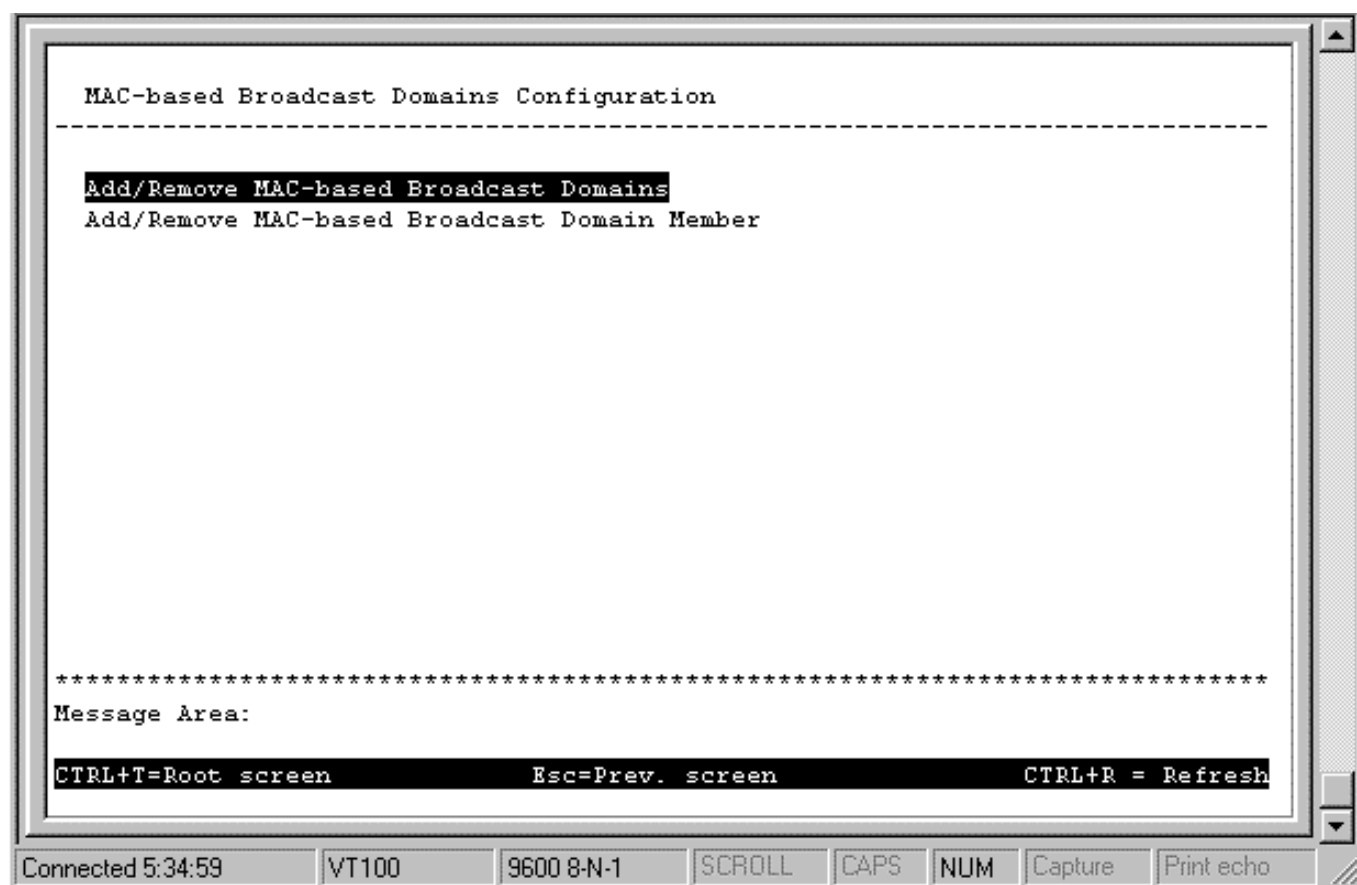 MAC-based Broadcast Domains Configuration
-------------------------------------------------------------------------------
Add/Remove MAC-based Broadcast Domains
Add/Remove MAC-based Broadcast Domain Member
*******************************************************************************
Message Area:
CTRL+T=Root screen Esc=Prev. screen CTRL+R = Refresh
Connected 5:34:59 VT100 9600 8-N-1 SCROLL CAPS NUM Capture Print echo